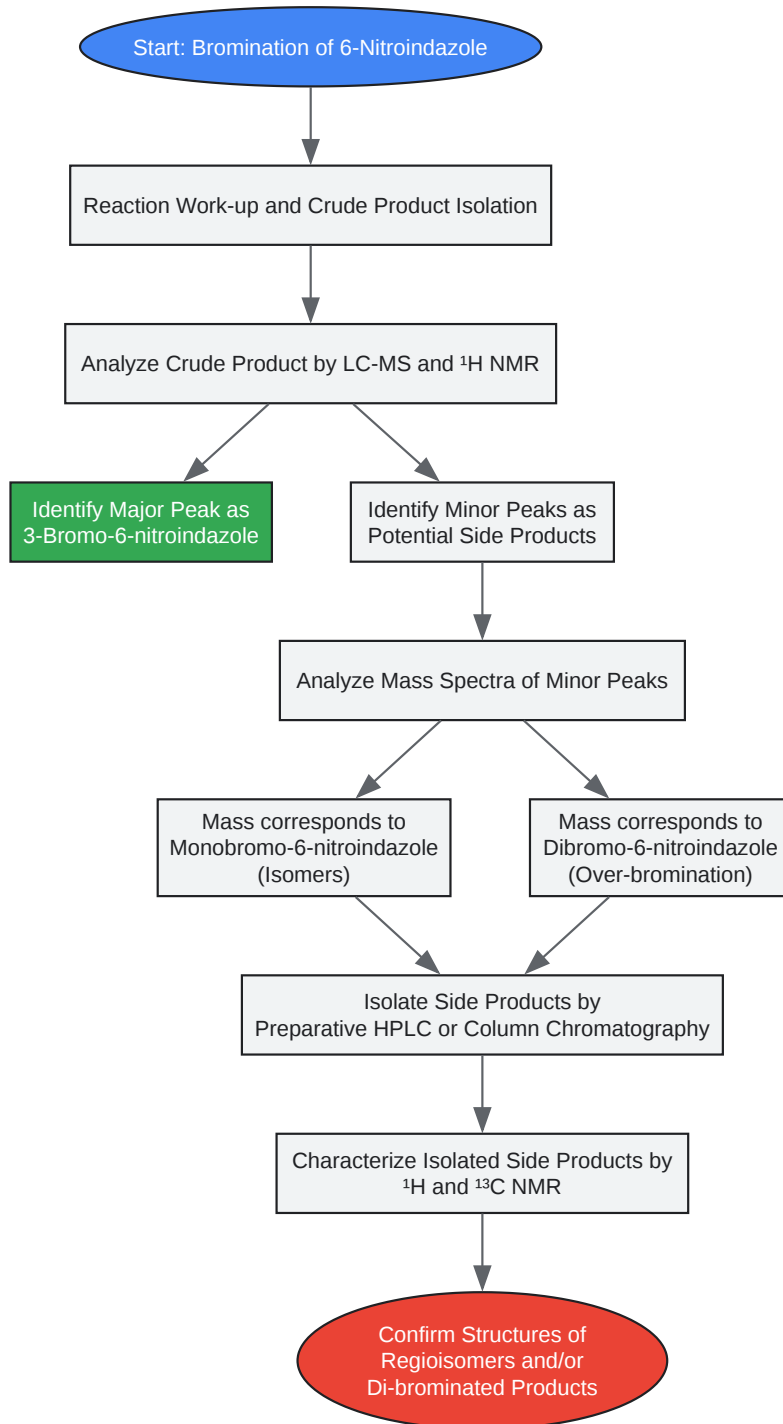 Start: Bromination of 6-Nitroindazole
Reaction Work-up and Crude Product Isolation
Analyze Crude Product by LC-MS and ¹H NMR
Identify Major Peak as
3-Bromo-6-nitroindazole
Identify Minor Peaks as
Potential Side Products
Analyze Mass Spectra of Minor Peaks
Mass corresponds to
Monobromo-6-nitroindazole
(Isomers)
Mass corresponds to
Dibromo-6-nitroindazole
(Over-bromination)
Isolate Side Products by
Preparative HPLC or Column Chromatography
Characterize Isolated Side Products by
¹H and ¹³C NMR
Confirm Structures of
Regioisomers and/or
Di-brominated Products